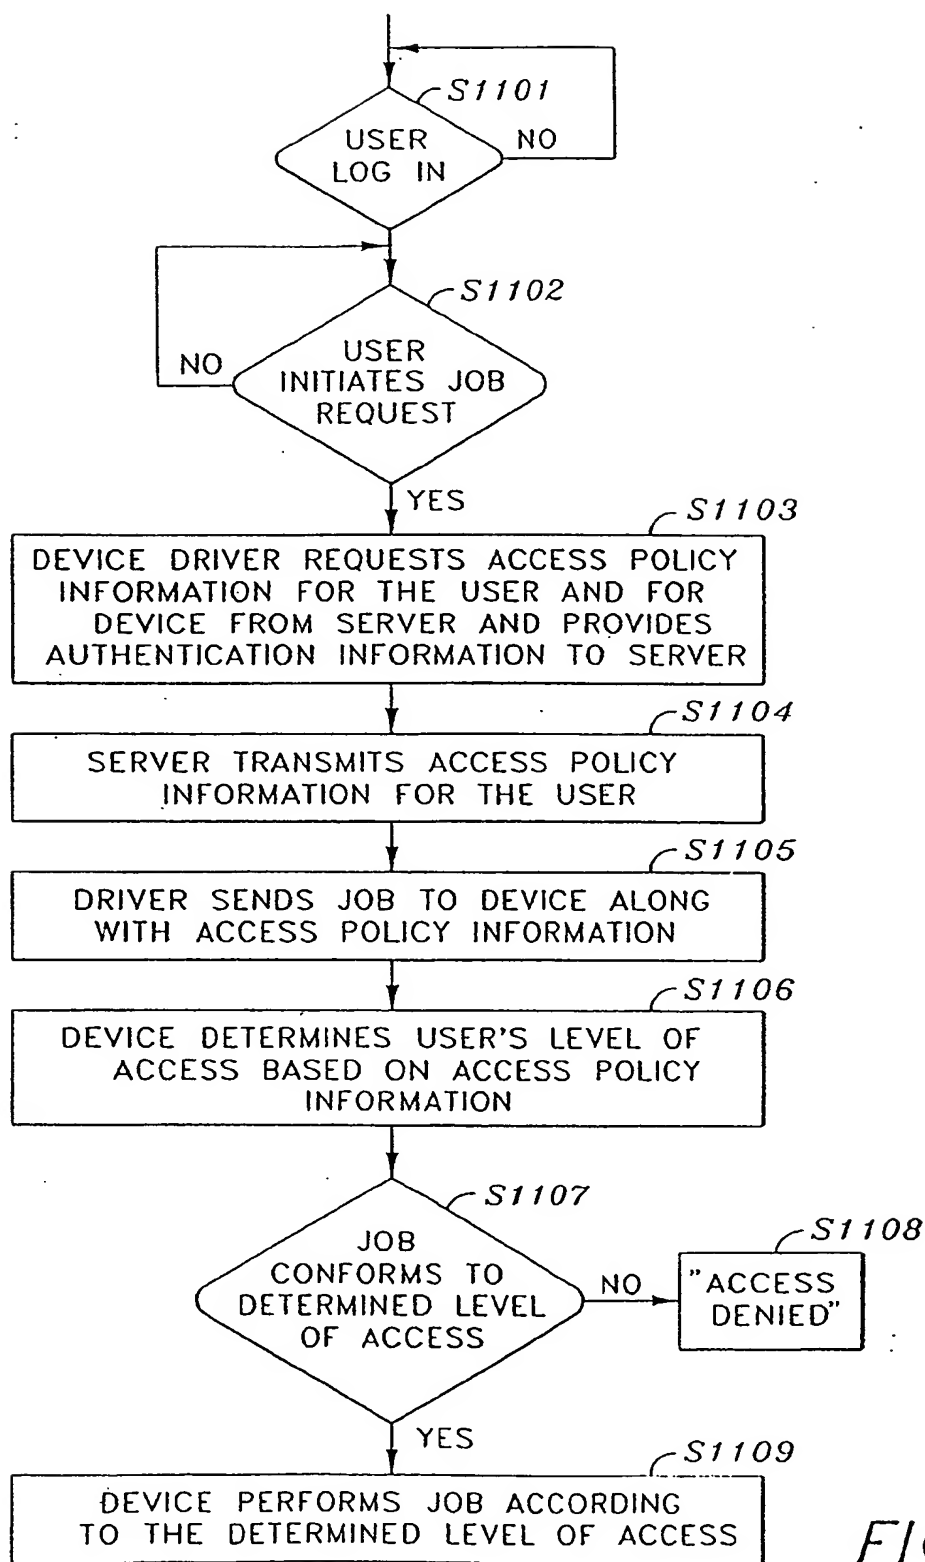 S1101
USER
LOG IN
NO
S1102
USER
INITIATES JOB
REQUEST
NO
YES
S1103
DEVICE DRIVER REQUESTS ACCESS POLICY
INFORMATION FOR THE USER AND FOR
DEVICE FROM SERVER AND PROVIDES
AUTHENTICATION INFORMATION TO SERVER
S1104
SERVER TRANSMITS ACCESS POLICY
INFORMATION FOR THE USER
S1105
DRIVER SENDS JOB TO DEVICE ALONG
WITH ACCESS POLICY INFORMATION
S1106
DEVICE DETERMINES USER'S LEVEL OF
ACCESS BASED ON ACCESS POLICY
INFORMATION
S1107
JOB
CONFORMS TO
DETERMINED LEVEL
OF ACCESS
NO
S1108
"ACCESS
DENIED"
YES
S1109
DEVICE PERFORMS JOB ACCORDING
TO THE DETERMINED LEVEL OF ACCESS